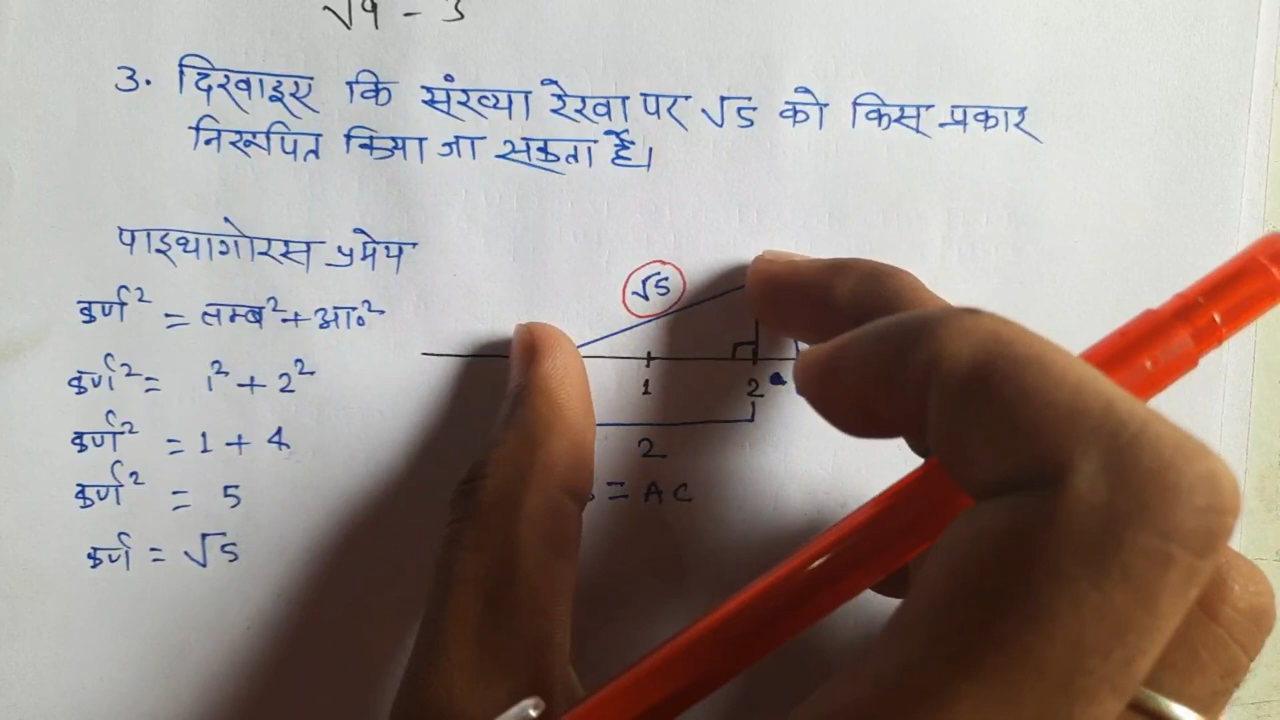 3. दिखाइए कि संख्या रेखा पर √5 को किस प्रकार
निरूपित किया जा सकता है।
पाइथागोरस प्रमेय
कर्ण² = लम्ब² + आ०²
कर्ण² = 1² + 2²
कर्ण² = 1 + 4
कर्ण² = 5
कर्ण = √5
√5
1 2
2
= AC